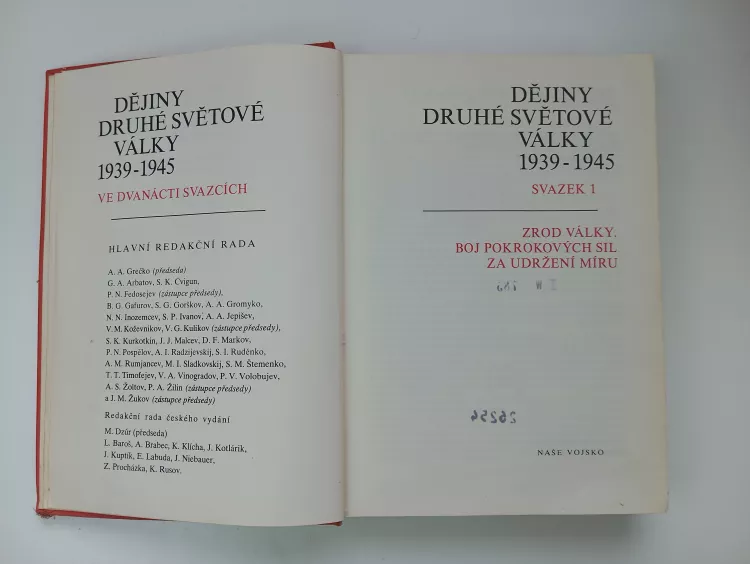 DĚJINY
DRUHÉ SVĚTOVÉ
VÁLKY
1939-1945
VE DVANÁCTI SVAZCÍCH
HLAVNÍ REDAKČNÍ RADA
A. A. Grečko (předseda)
G. A. Arbatov, S. K. Cvigun,
P. N. Fedosejev (zástupce předsedy),
B. G. Gafurov, S. G. Gorškov, A. A. Gromyko,
N. N. Inozemcev, S. P. Ivanov, A. A. Jepišev,
V. M. Koževnikov, V. G. Kulikov (zástupce předsedy),
S. K. Kurkotkin, J. J. Malcev, D. F. Markov,
P. N. Pospělov, A. I. Radzijevskij, S. I. Ruděnko,
A. M. Rumjancev, M. I. Sladkovskij, S. M. Štemenko,
T. T. Timofejev, V. A. Vinogradov, P. V. Volobujev,
A. S. Žoltov, P. A. Žilin (zástupce předsedy)
a J. M. Žukov (zástupce předsedy)
Redakční rada českého vydání
M. Dzúr (předseda)
L. Baroš, A. Brabec, K. Klícha, J. Kotlárik,
J. Kuptík, E. Labuda, J. Niebauer,
Z. Procházka, K. Rusov.
DĚJINY
DRUHÉ SVĚTOVÉ
VÁLKY
1939-1945
SVAZEK 1
ZROD VÁLKY.
BOJ POKROKOVÝCH SIL
ZA UDRŽENÍ MÍRU
26254
NAŠE VOJSKO